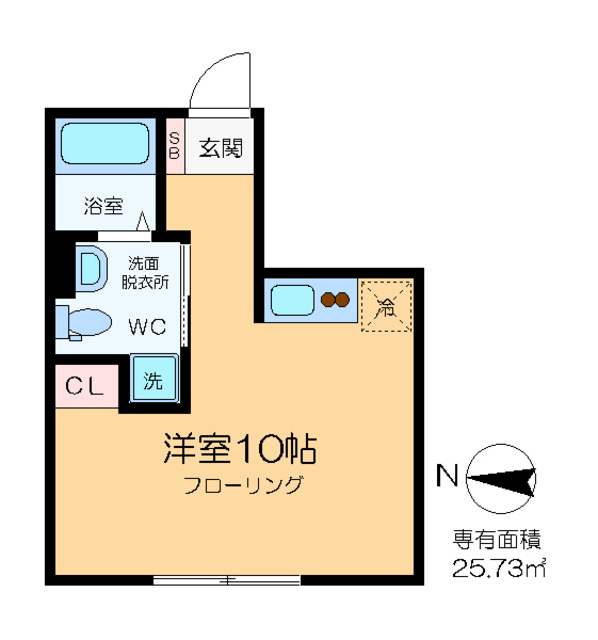 SB
玄関
浴室
洗面
脱衣所
WC
冷
洗
CL
洋室10帖
フローリング
N
専有面積
25.73㎡